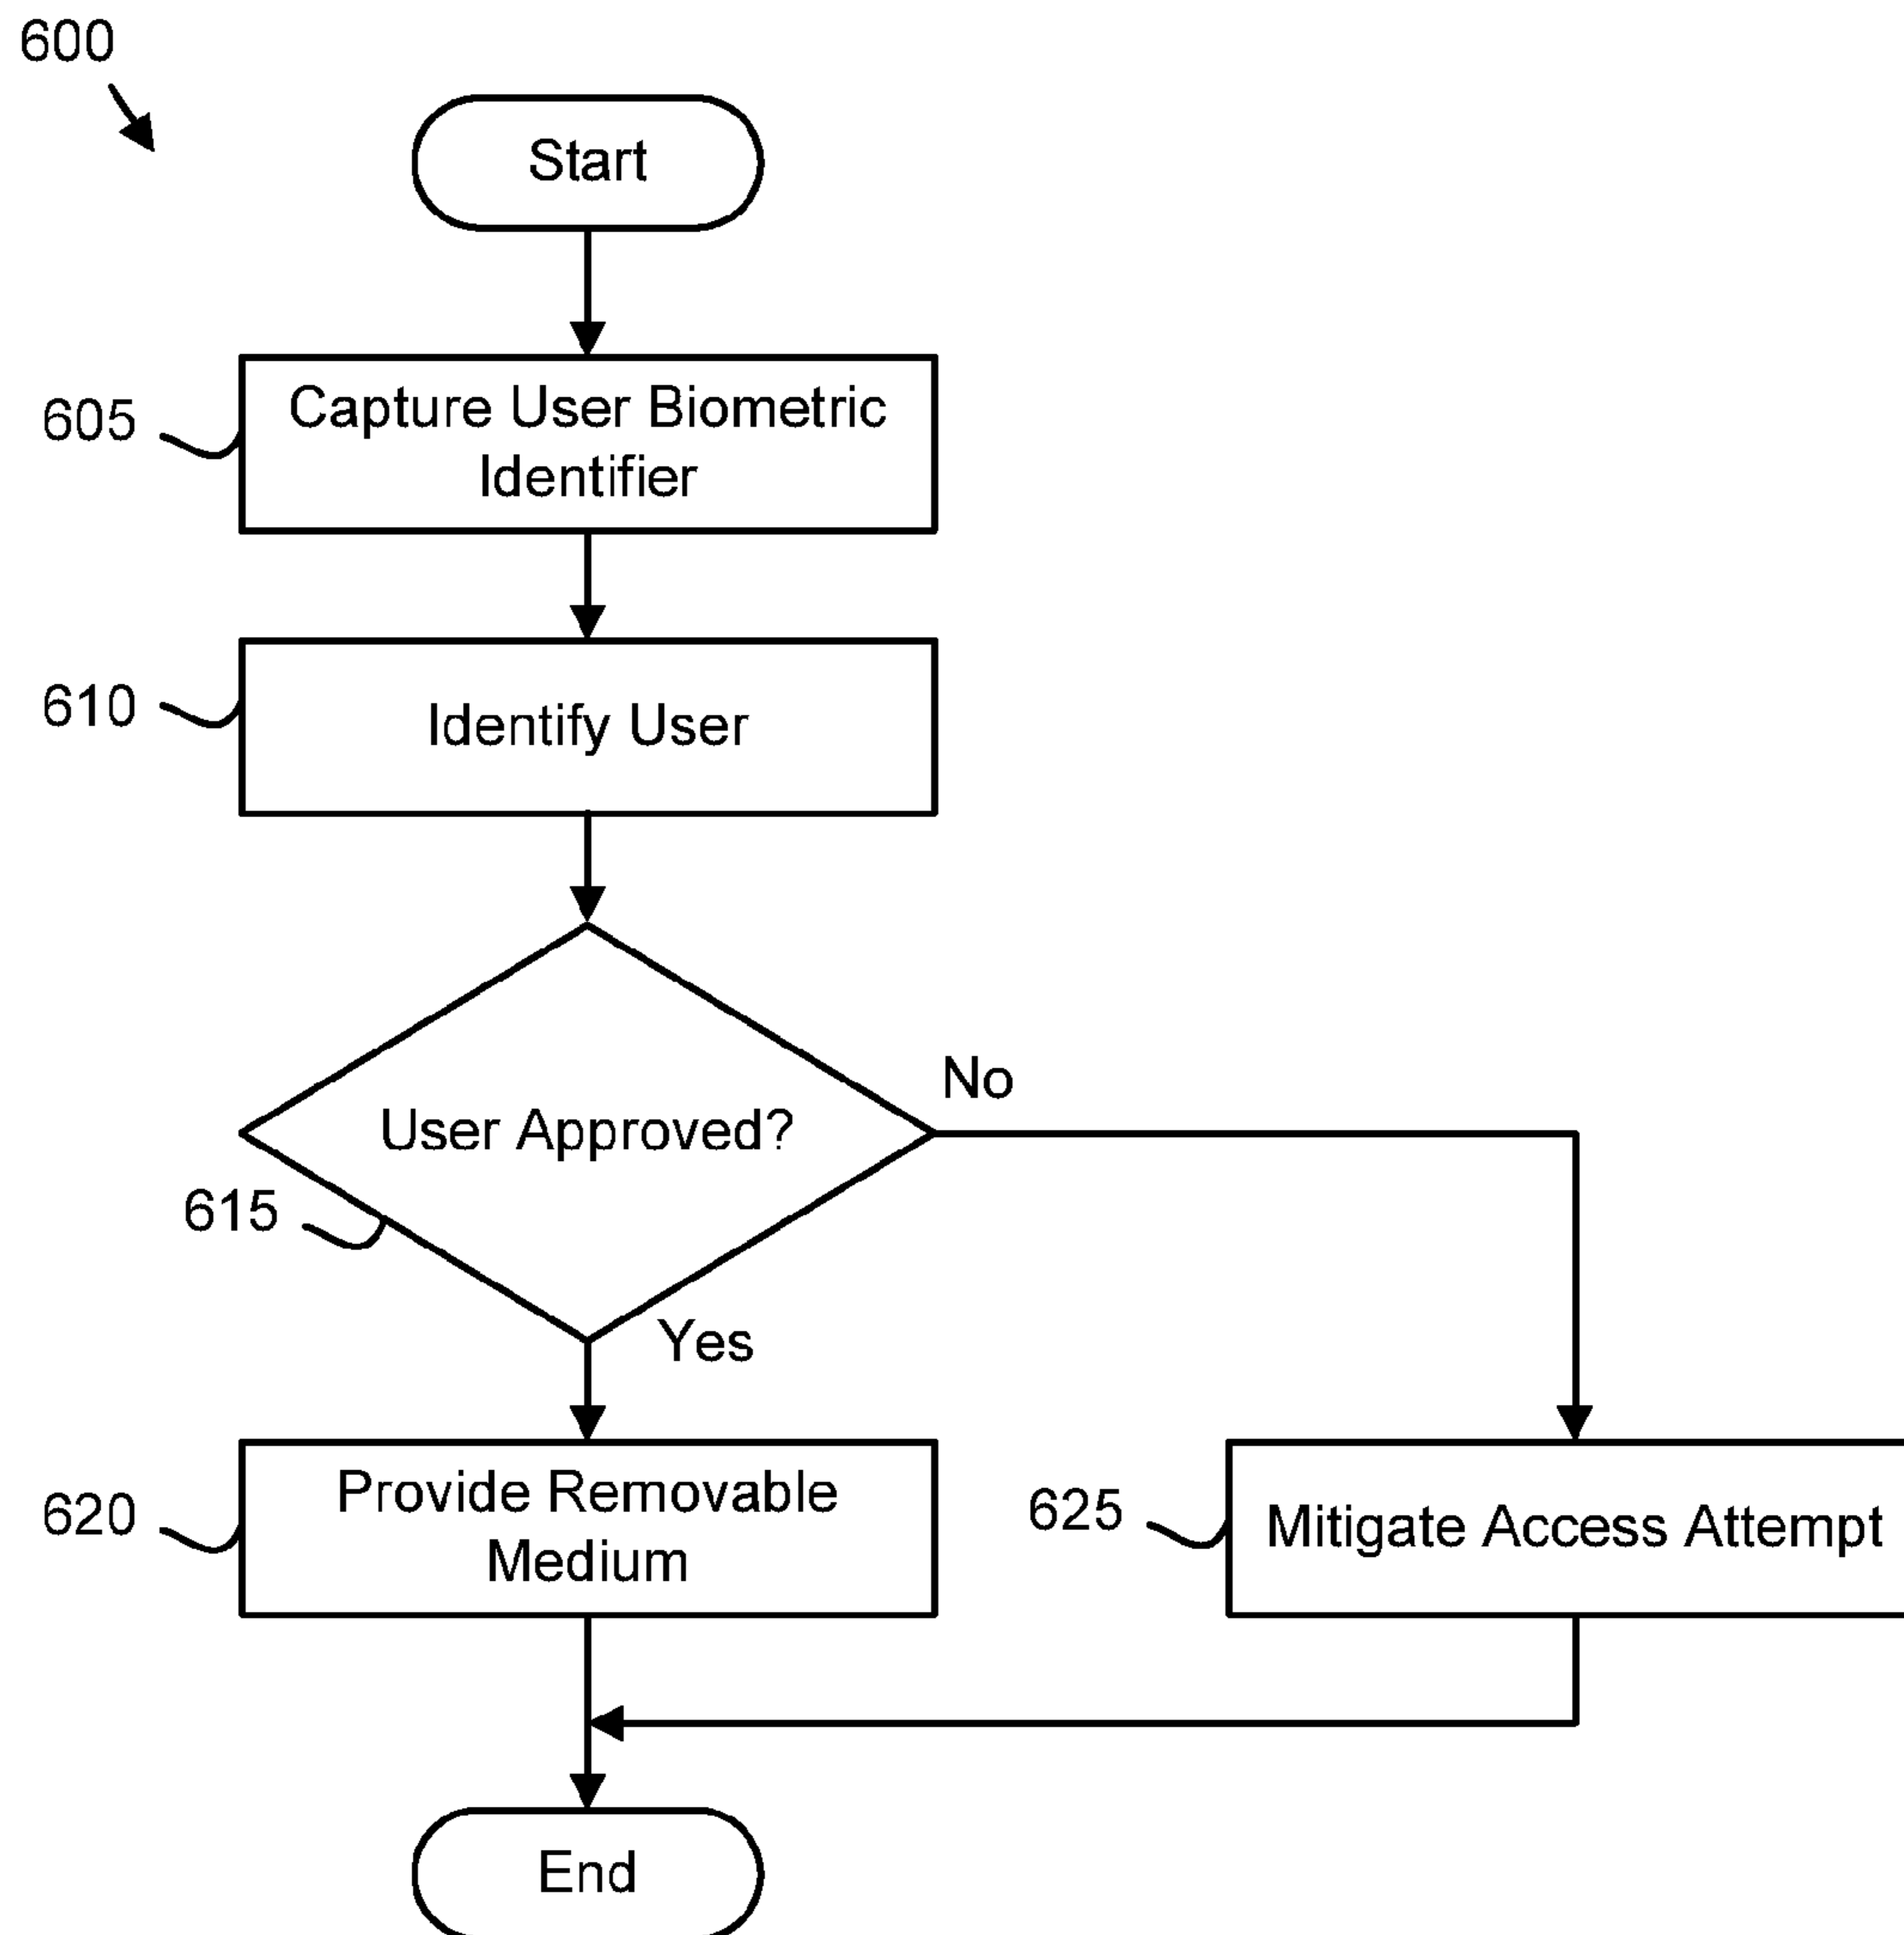 600
Start
605
Capture User Biometric
Identifier
610
Identify User
User Approved?
No
615
Yes
620
Provide Removable
Medium
625
Mitigate Access Attempt
End